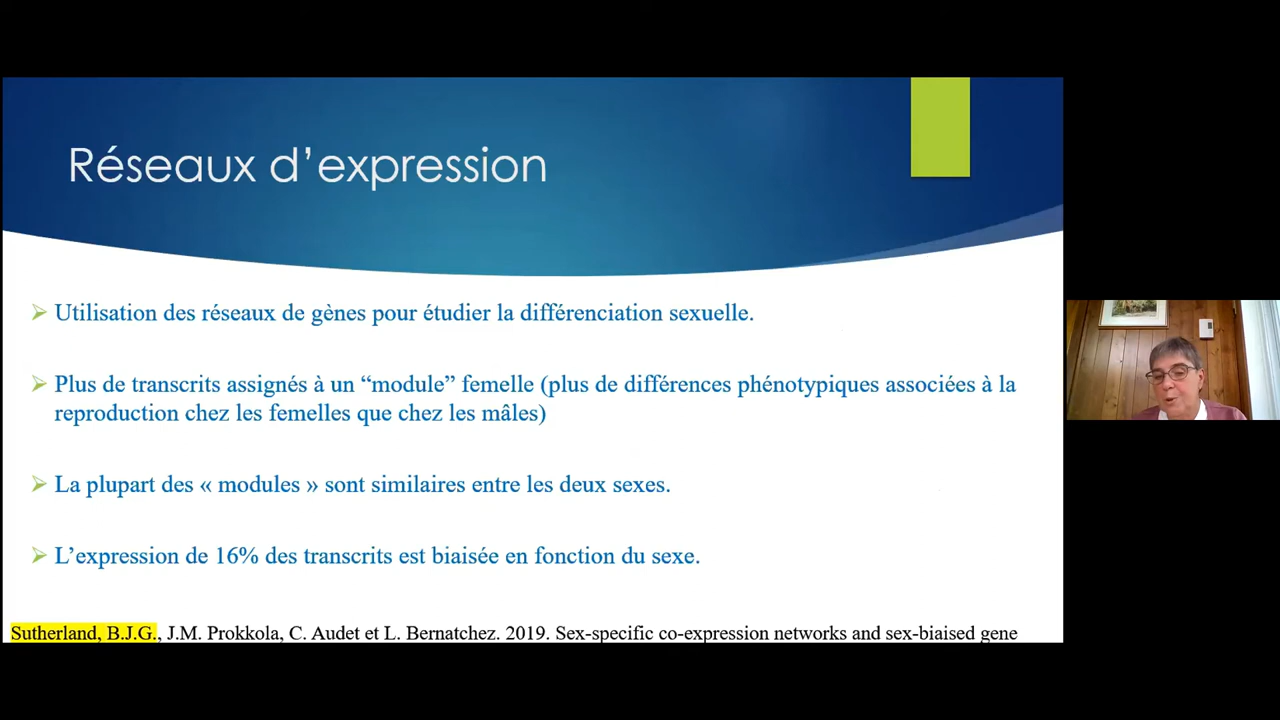 Réseaux d’expression
Utilisation des réseaux de gènes pour étudier la différenciation sexuelle.
Plus de transcrits assignés à un “module” femelle (plus de différences phénotypiques associées à la
reproduction chez les femelles que chez les mâles)
La plupart des « modules » sont similaires entre les deux sexes.
L’expression de 16% des transcrits est biaisée en fonction du sexe.
Sutherland, B.J.G., J.M. Prokkola, C. Audet et L. Bernatchez. 2019. Sex-specific co-expression networks and sex-biased gene